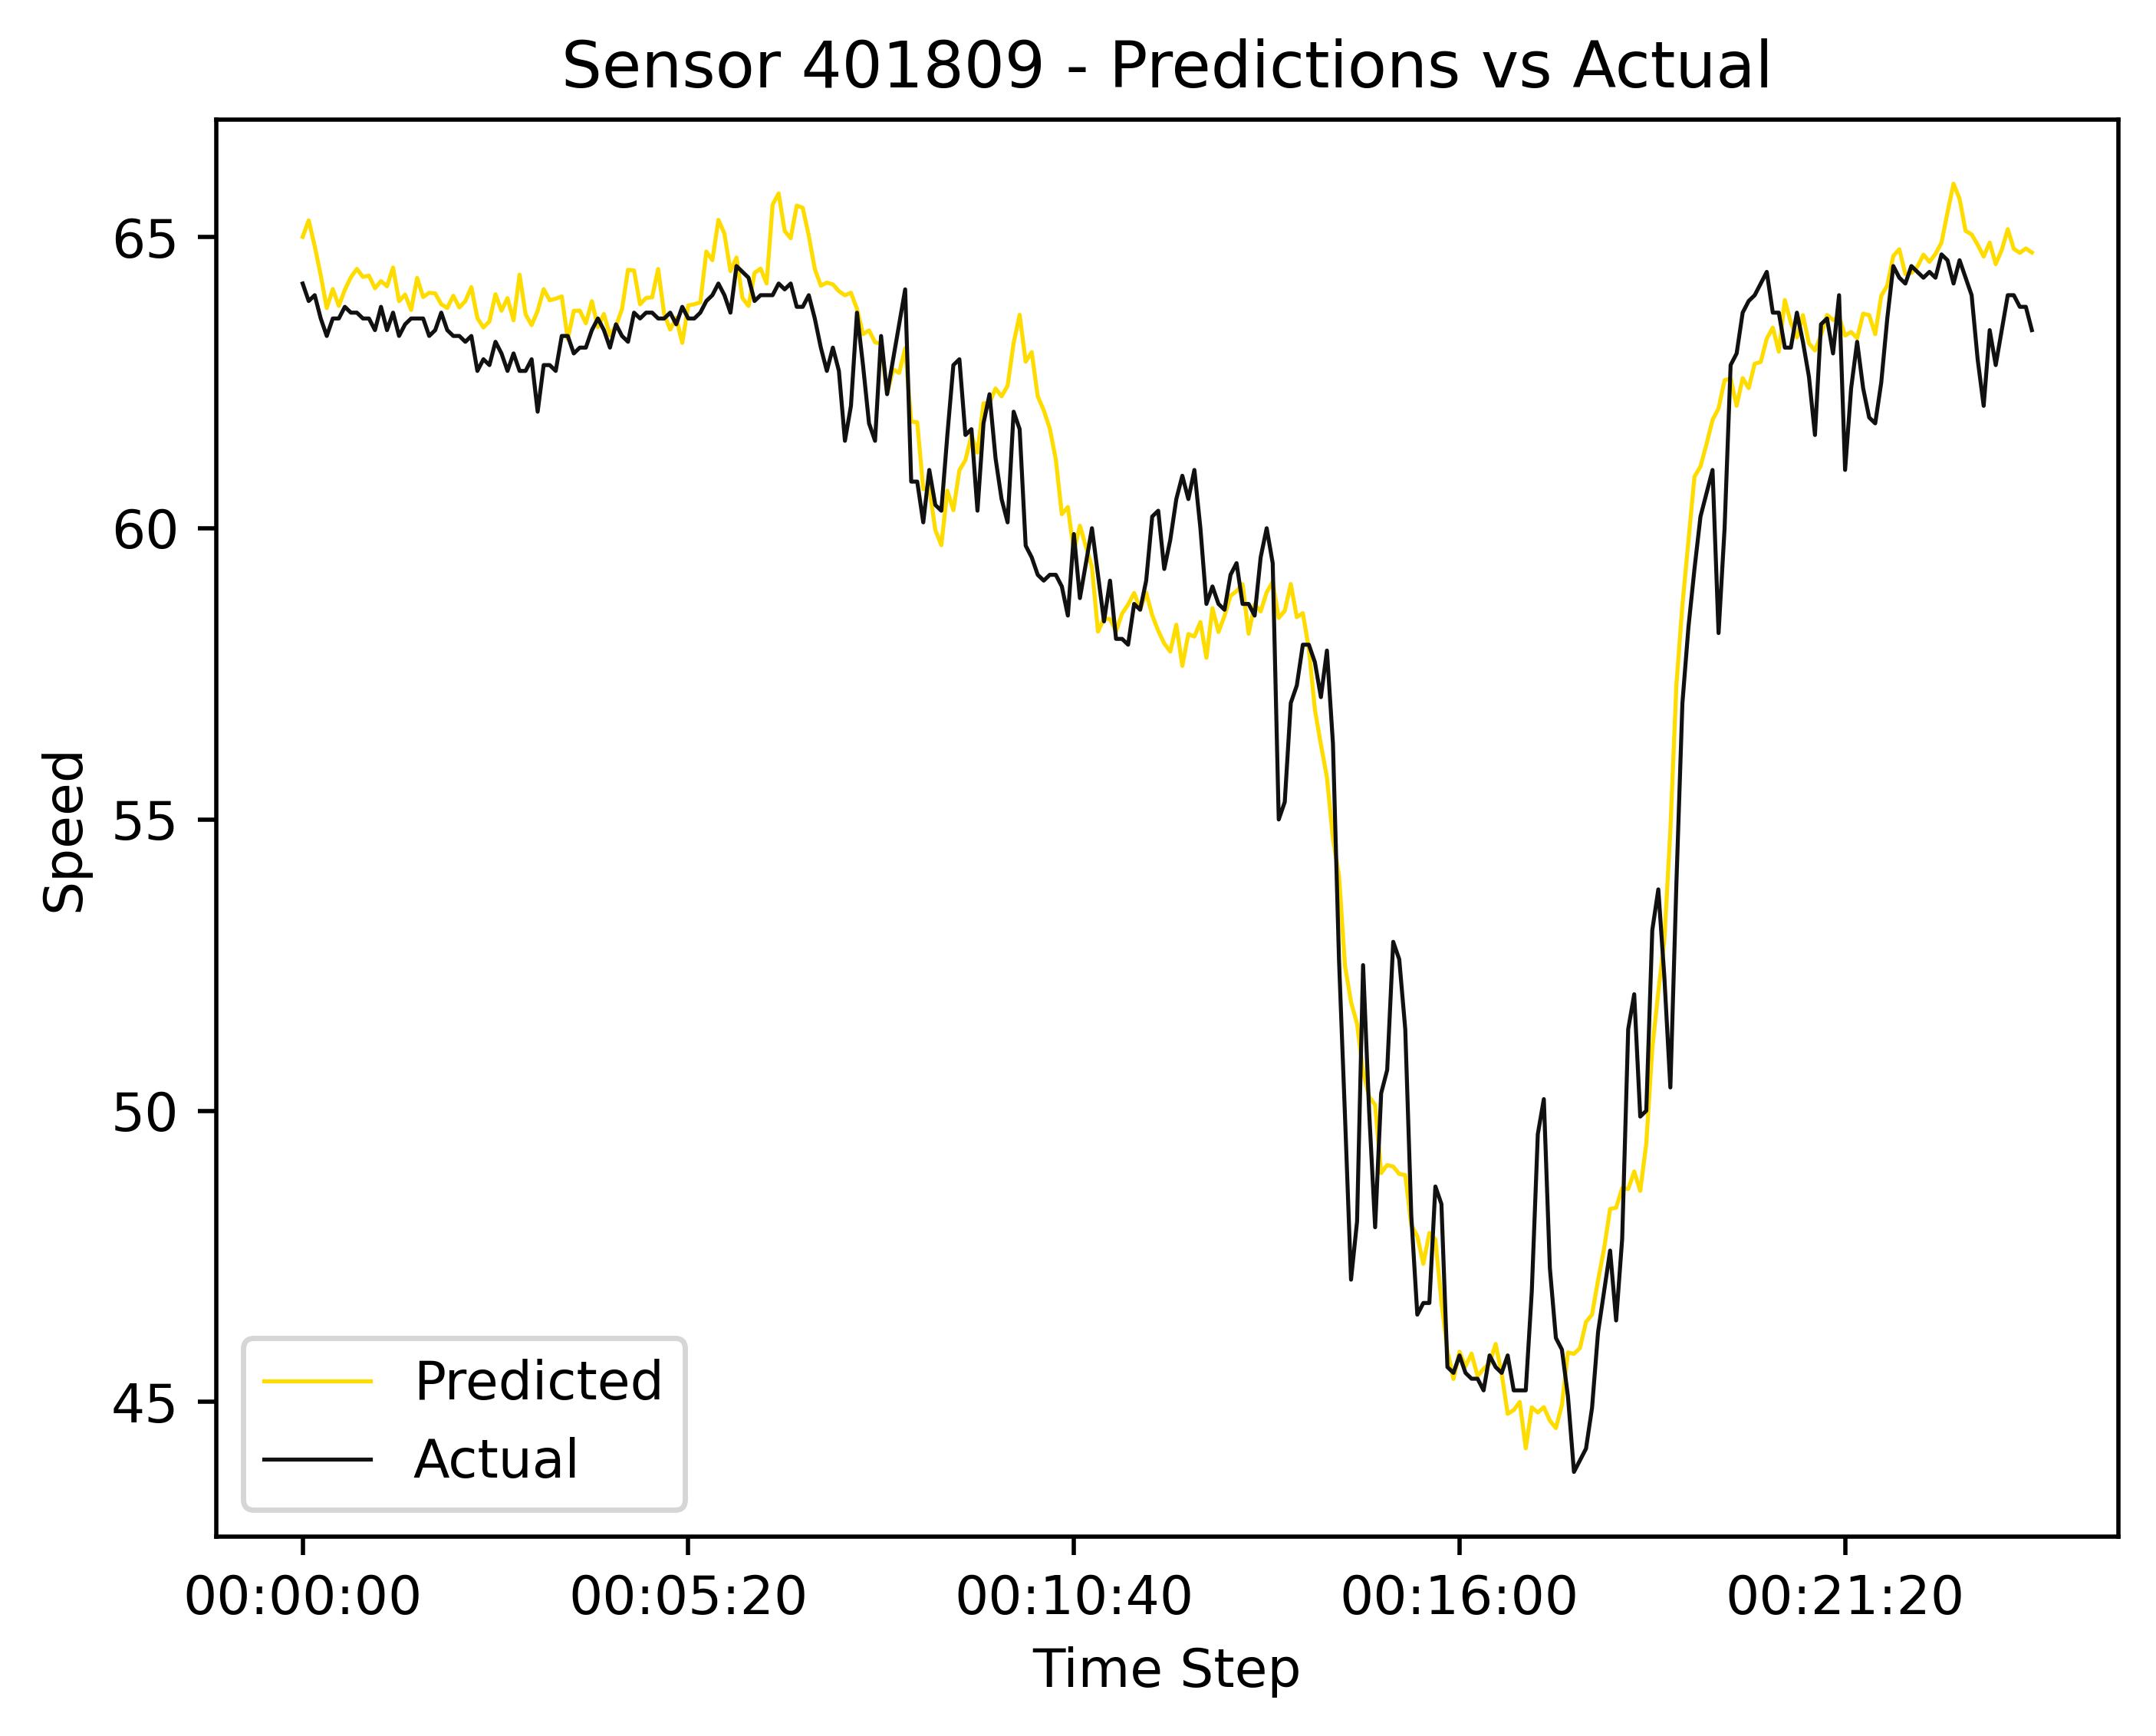 Sensor 401809 - Predictions vs Actual
65
60
55
50
45
Speed
Predicted
Actual
00:00:00 00:05:20 00:10:40 00:16:00 00:21:20
Time Step